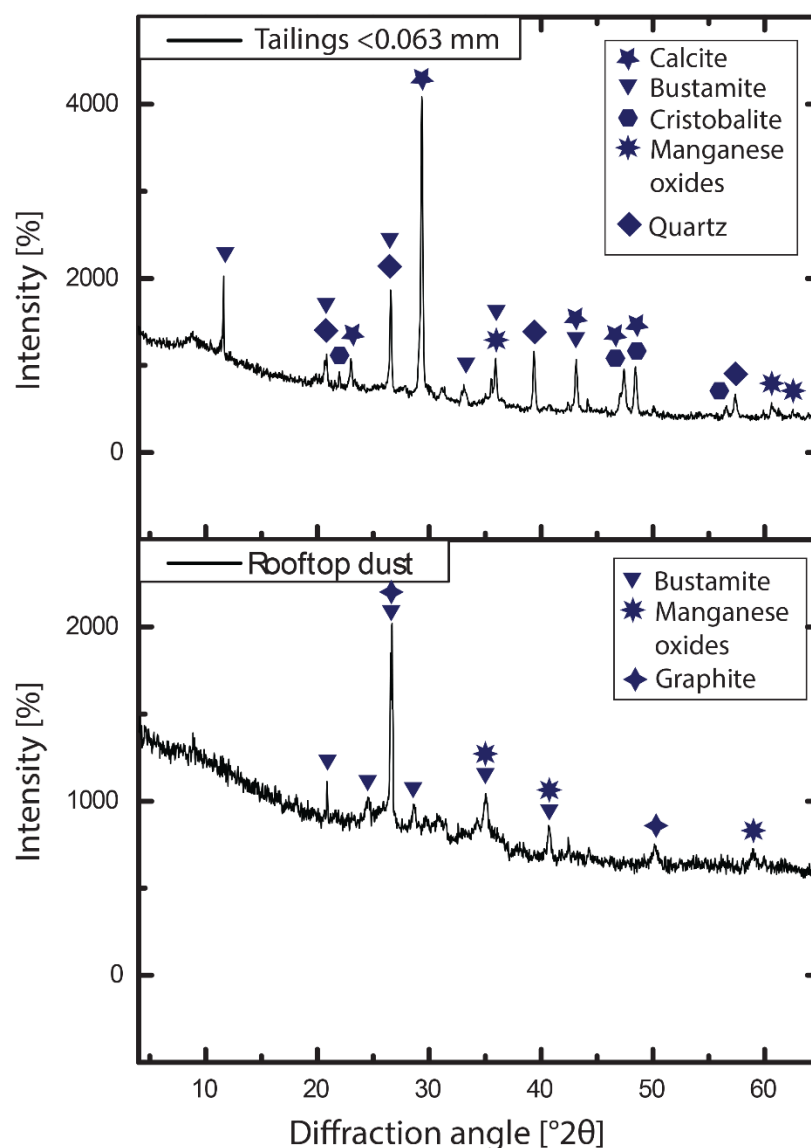 Tailings <0.063 mm
Calcite
Bustamite
Cristobalite
Manganese
oxides
Quartz
Intensity [%]
4000
2000
0
Rooftop dust
Bustamite
Manganese
oxides
Graphite
Intensity [%]
2000
1000
0
10 20 30 40 50 60
Diffraction angle [°2θ]